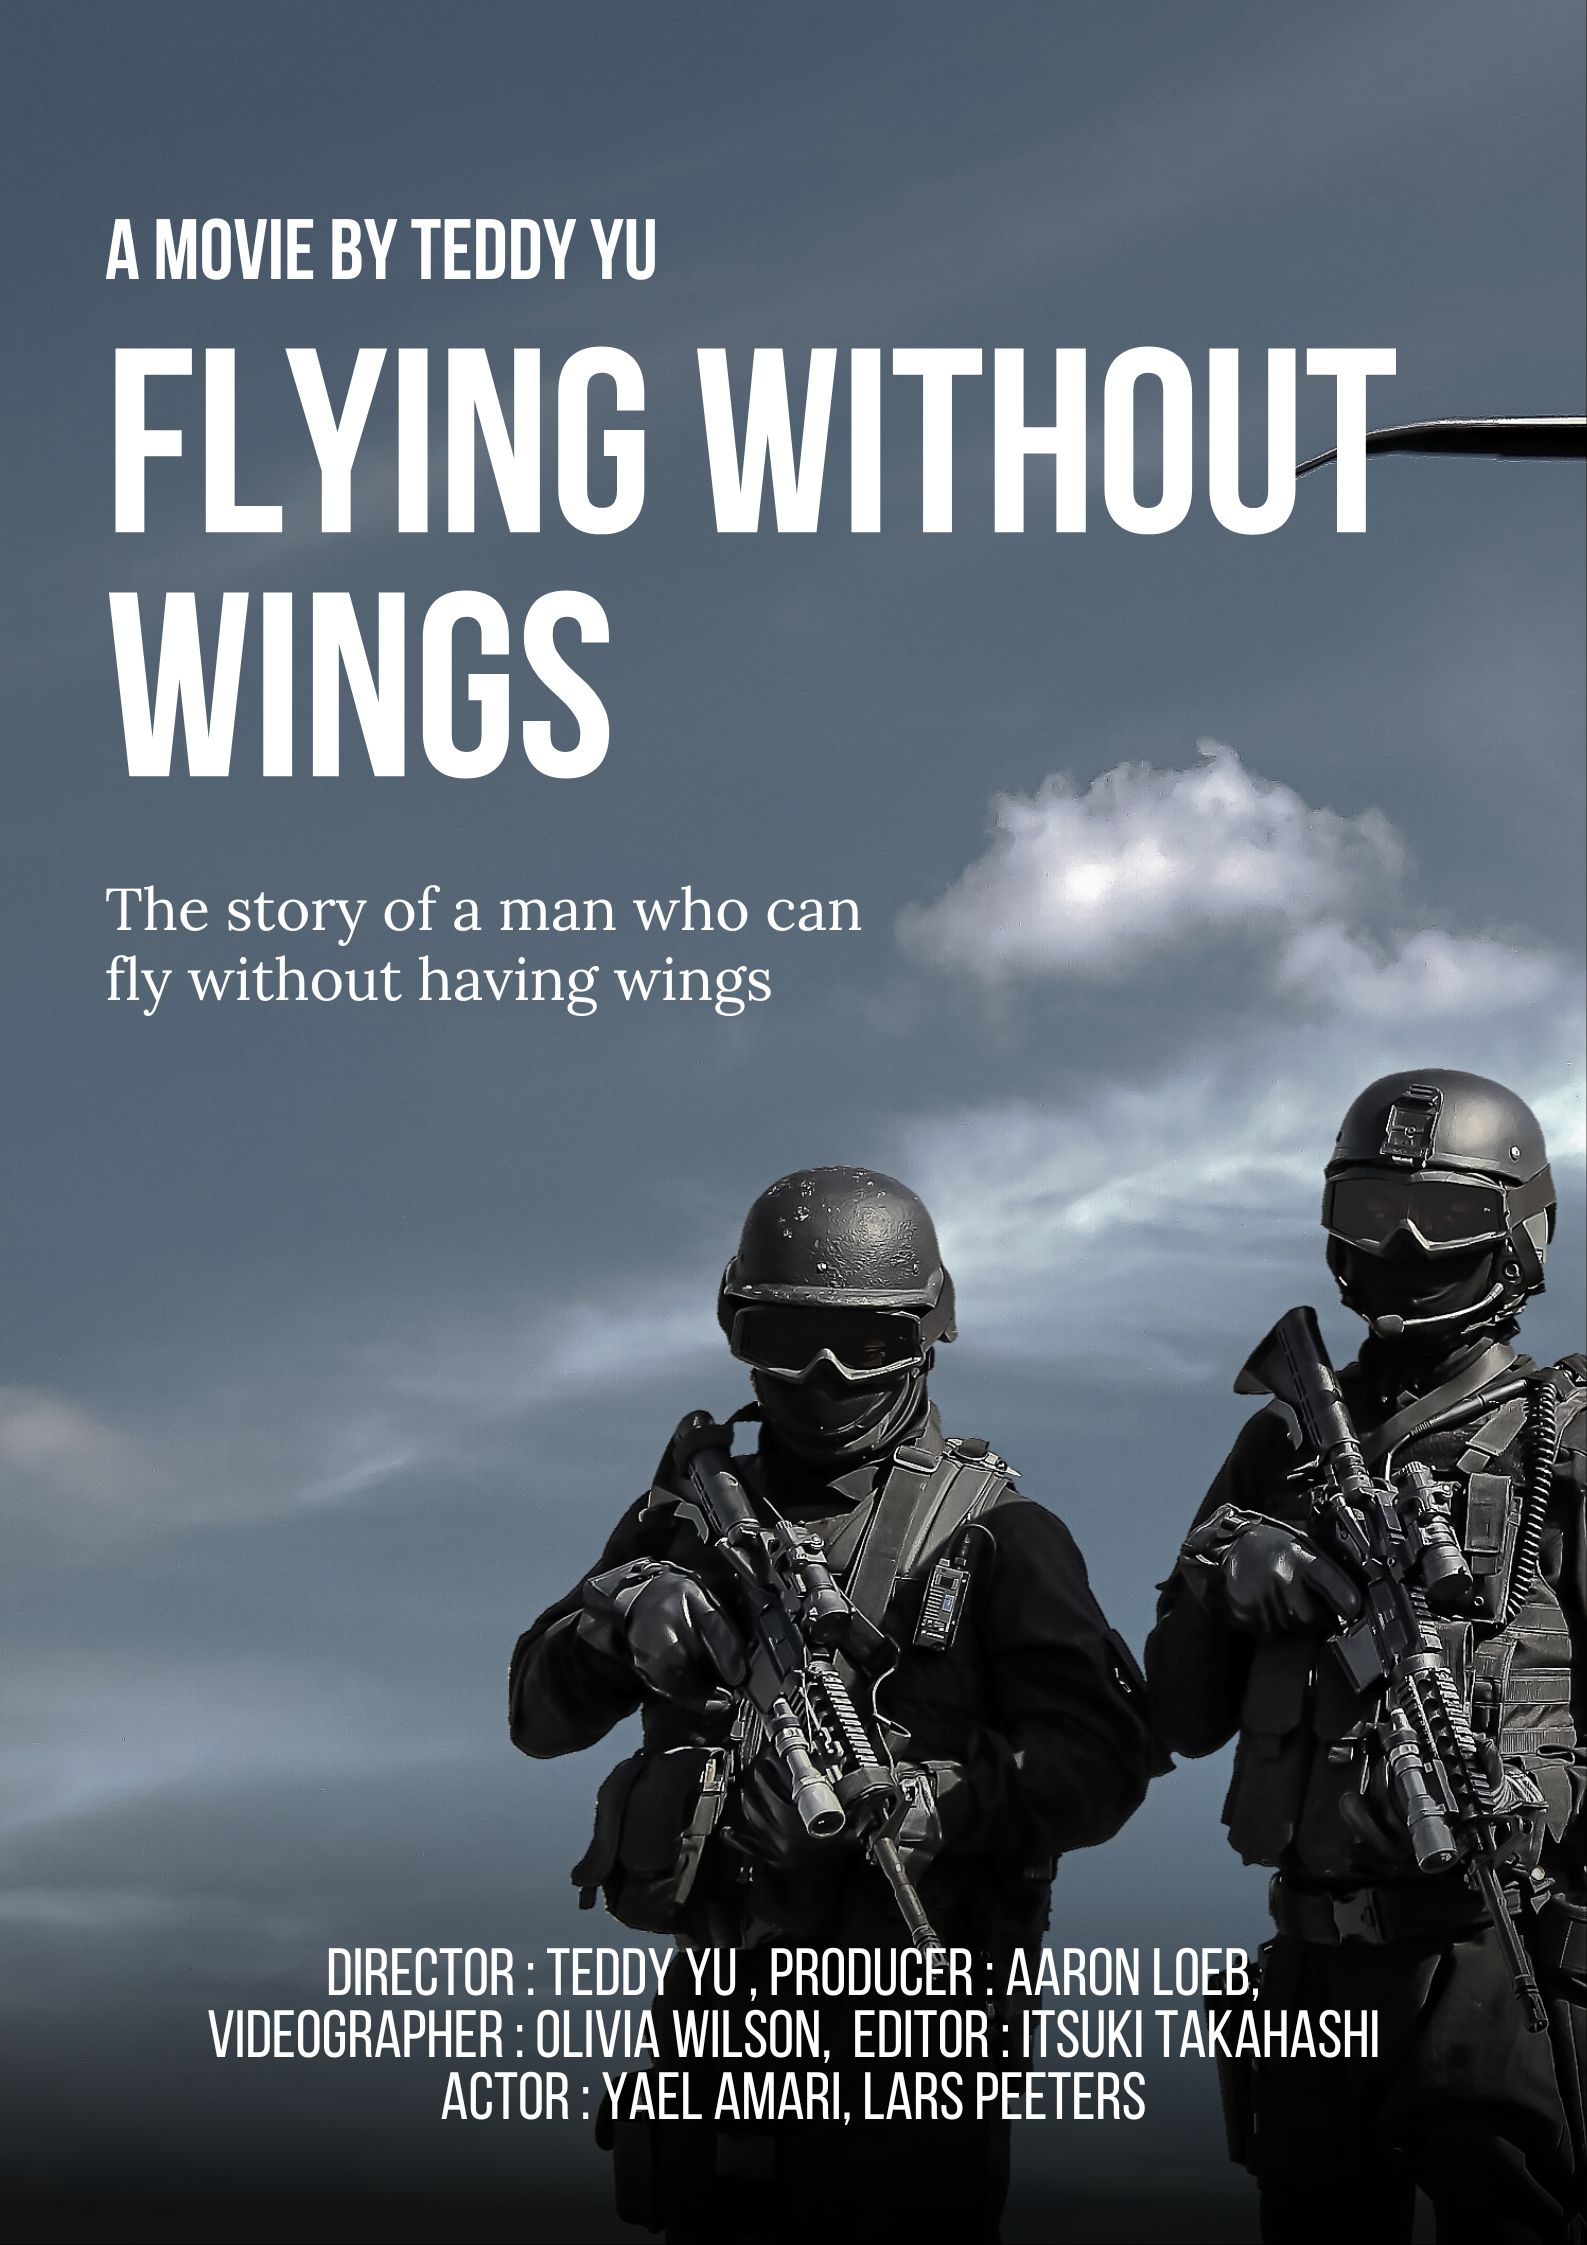 A MOVIE BY TEDDY YU
FLYING WITHOUT
WINGS
The story of a man who can
fly without having wings
DIRECTOR : TEDDY YU , PRODUCER : AARON LOEB,
VIDEOGRAPHER : OLIVIA WILSON, EDITOR : ITSUKI TAKAHASHI
ACTOR : YAEL AMARI, LARS PEETERS